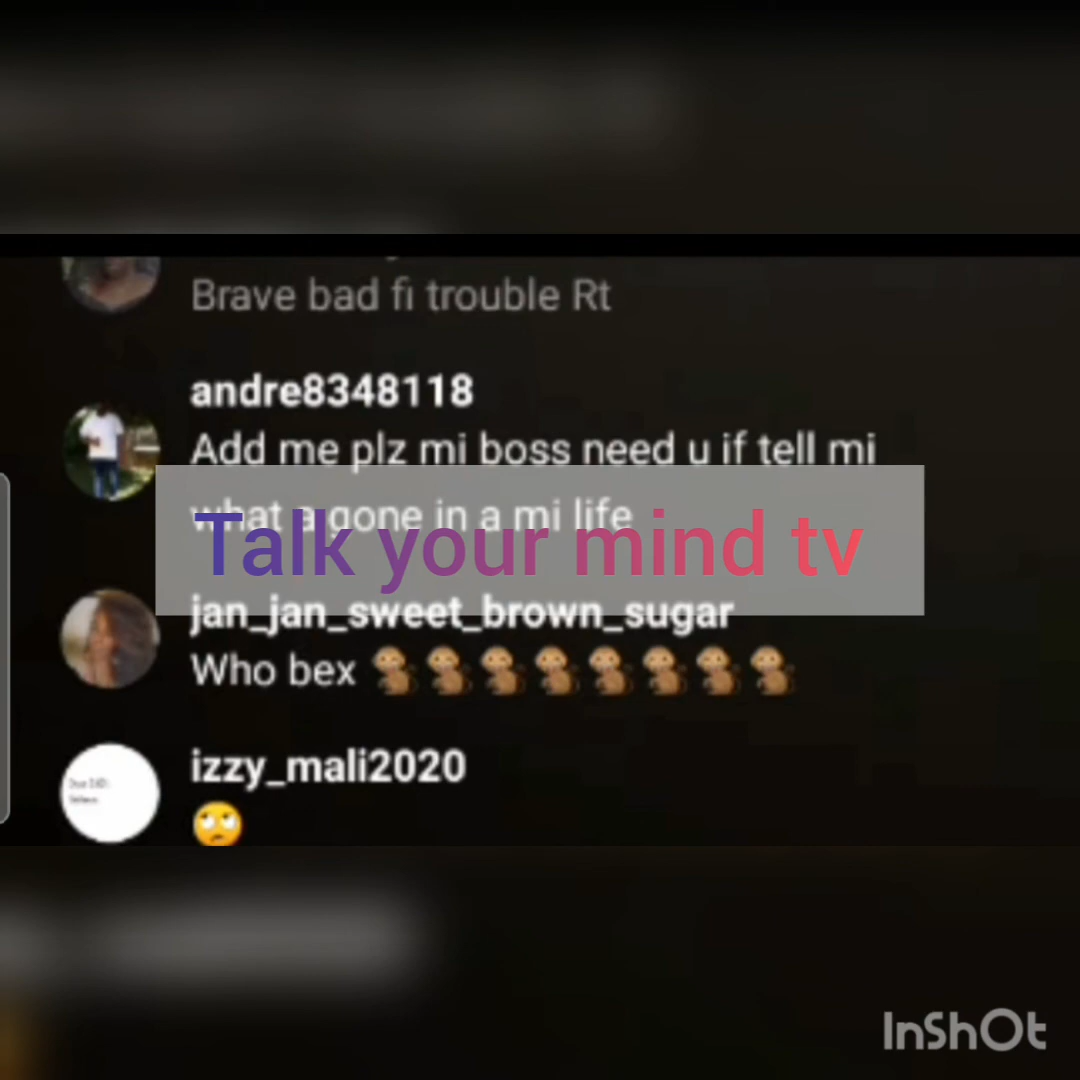 Brave bad fi trouble Rt
andre8348118
Add me plz mi boss need u if tell mi
what a gone in a mi life
Talk your mind tv
jan_jan_sweet_brown_sugar
Who bex 🐒🐒🐒🐒🐒🐒🐒🐒
izzy_mali2020
🙄
InShOt